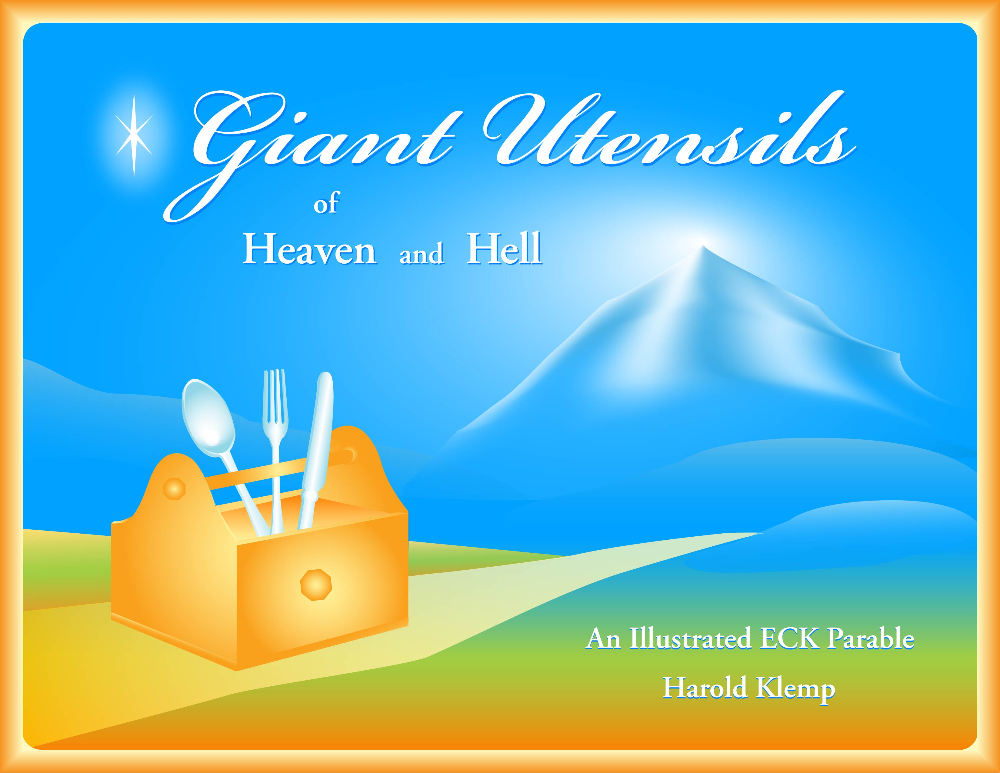 Giant Utensils
of
Heaven and Hell
An Illustrated ECK Parable
Harold Klemp